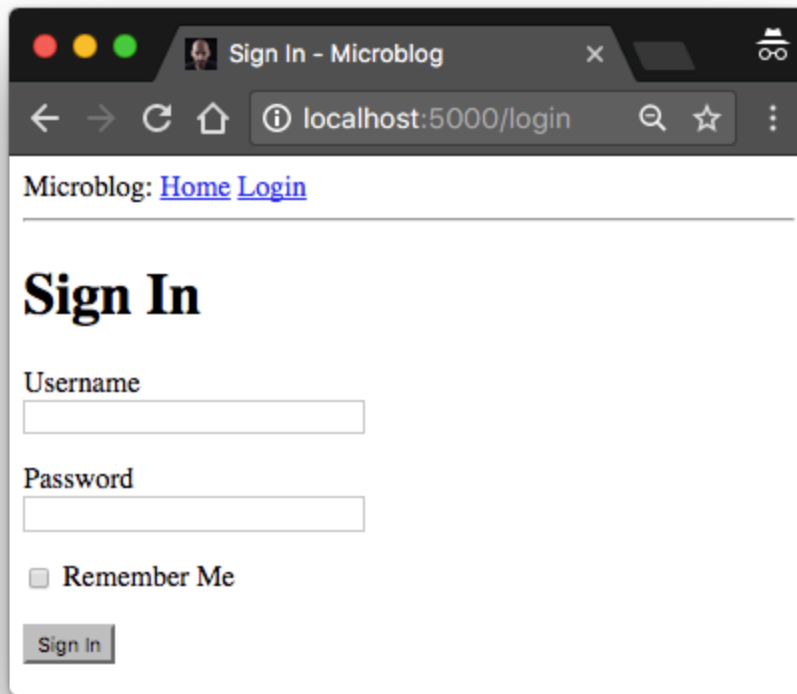 Sign In - Microblog
localhost:5000/login
Microblog: Home Login
Sign In
Username
Password
Remember Me
Sign In